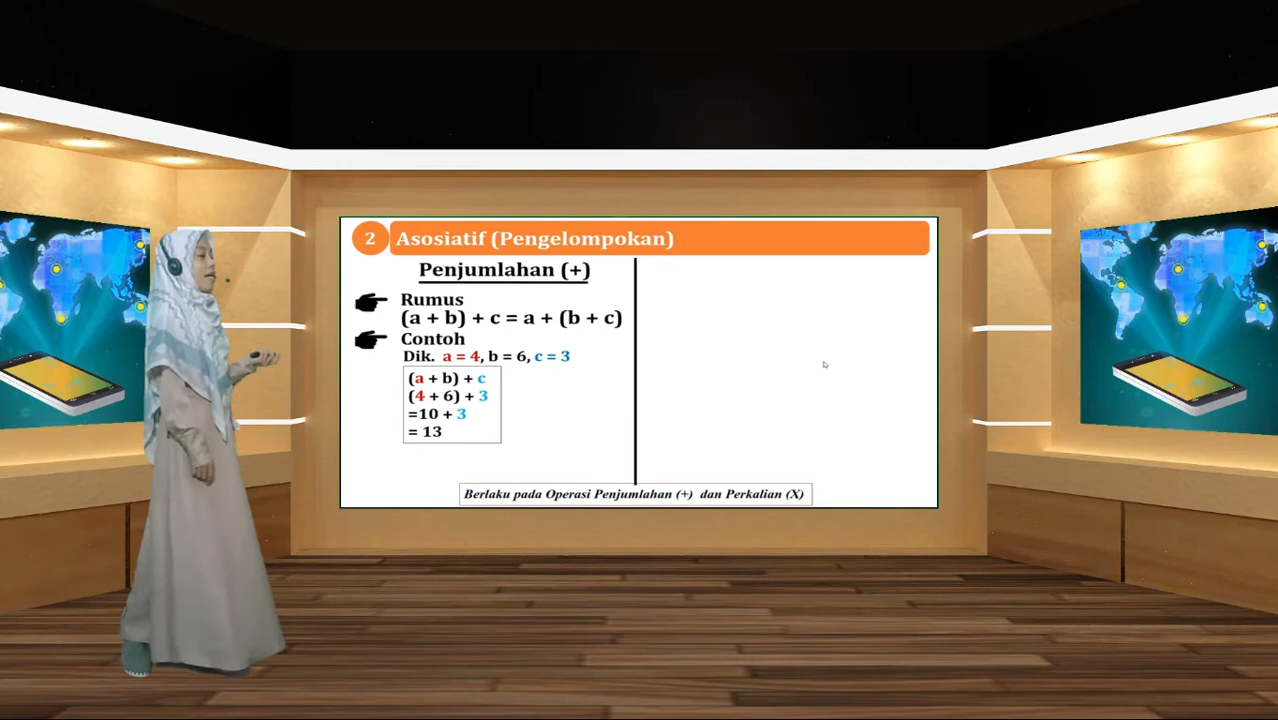 2 Asosiatif (Pengelompokan)
Penjumlahan (+)
Rumus
(a + b) + c = a + (b + c)
Contoh
Dik. a = 4, b = 6, c = 3
(a + b) + c
(4 + 6) + 3
=10 + 3
= 13
Berlaku pada Operasi Penjumlahan (+) dan Perkalian (X)